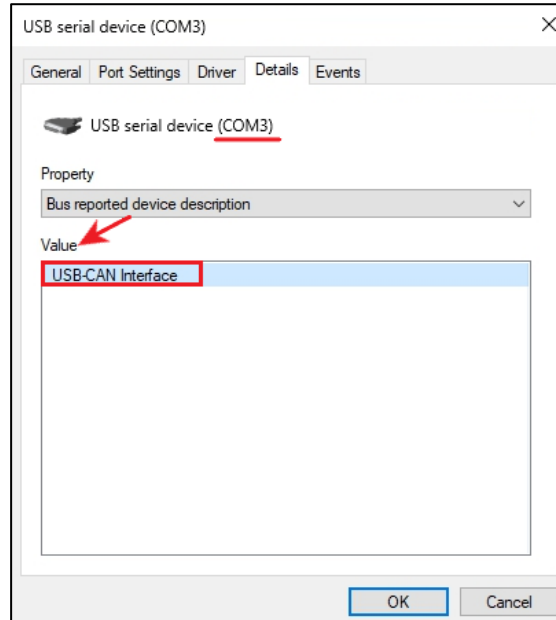 USB serial device (COM3)
General Port Settings Driver Details Events
USB serial device (COM3)
Property
Bus reported device description
Value
USB-CAN Interface
OK Cancel